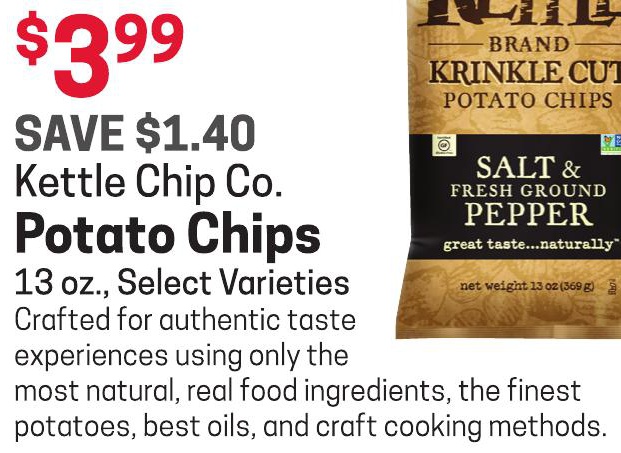 $3.99
SAVE $1.40
Kettle Chip Co.
Potato Chips
13 oz., Select Varieties
Crafted for authentic taste
experiences using only the
most natural, real food ingredients, the finest
potatoes, best oils, and craft cooking methods.
BRAND
KRINKLE CUT
POTATO CHIPS
GF
SALT &
FRESH GROUND
PEPPER
great taste...naturally™
net weight 13 oz (369 g)